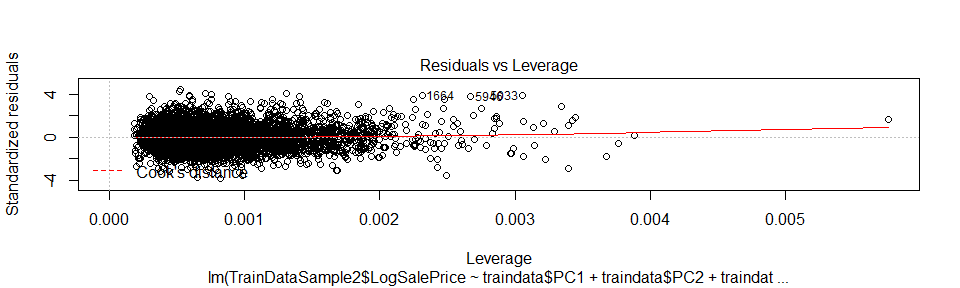 Residuals vs Leverage
Standardized residuals
4
0
-4
1664
5946
5033
Cook's distance
0.000 0.001 0.002 0.003 0.004 0.005
Leverage
lm(TrainDataSample2$LogSalePrice ~ traindata$PC1 + traindata$PC2 + traindat ...